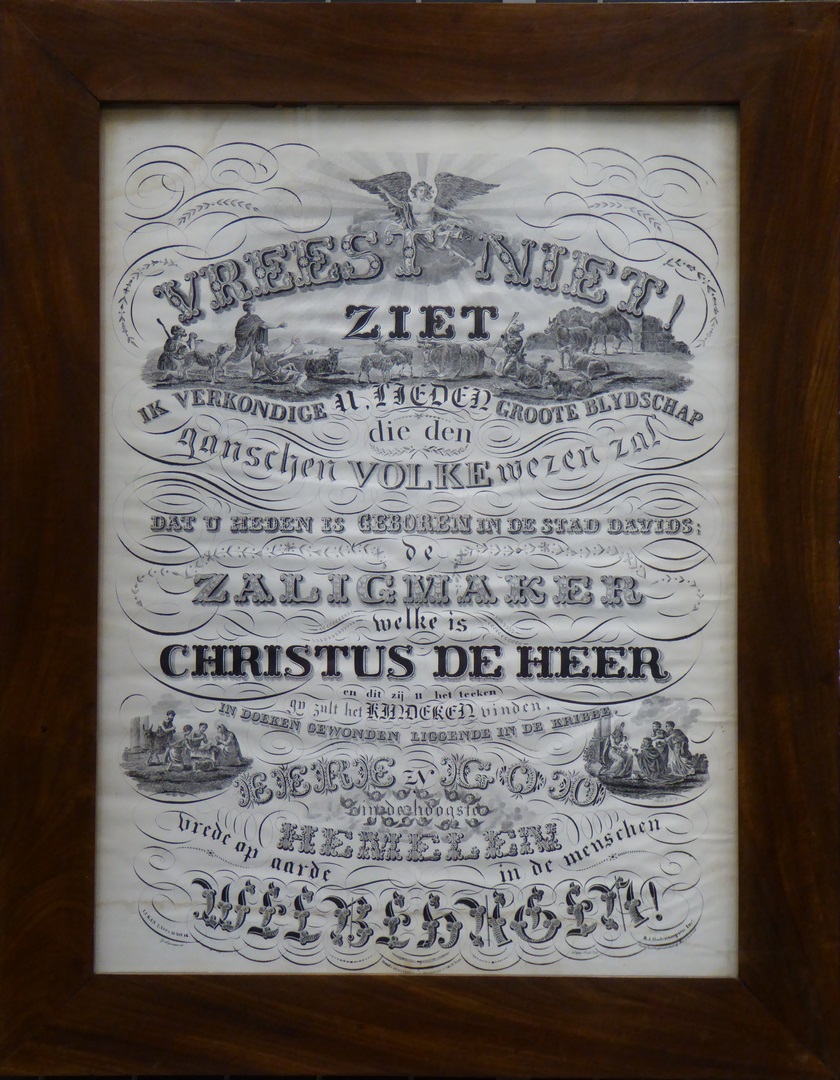 VREEST NIET!
ZIET
IK VERKONDIGE U, LIEDEN GROOTE BLYDSCHAP
die den
ganschen VOLKE wezen zal
DAT U HEDEN IS GEBOREN IN DE STAD DAVIDS;
de
ZALIGMAKER
welke is
CHRISTUS DE HEER
en dit zij u het teeken
gy zult het KINDEKEN vinden,
IN DOEKEN GEWONDEN LIGGENDE IN DE KRIBBE.
EERE ZY GOD
in de hoogste
HEMELEN
vrede op aarde in de menschen
WELBEHAGEN!